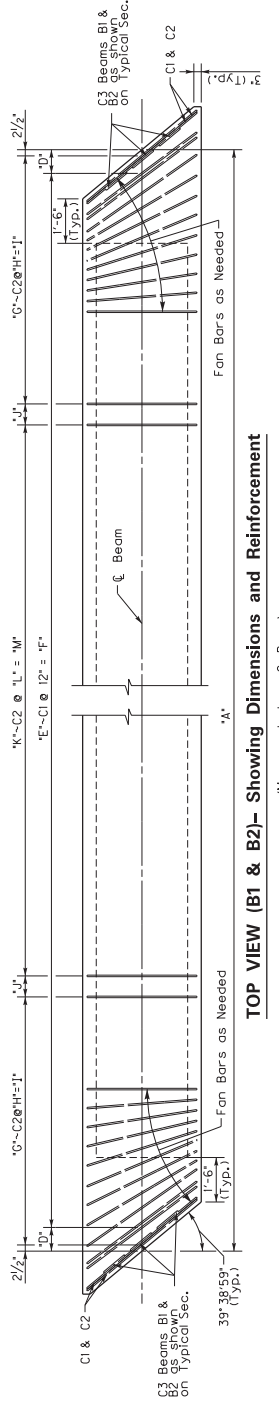 2½"
"G"~C2@"H"="I"
"J"
"K"~C2 @ "L" = "M"
"J"
"G"~C2@"H"="I"
2½"
"D"
"E"~C1 @ 12" = "F"
"D"
1'-6"
(Typ.)
C3 Beams B1 &
B2 as shown
on Typical Sec.
C1 & C2
3" (Typ.)
C1 & C2
℄ Beam
Fan Bars as Needed
Fan Bars as Needed
1'-6"
(Typ.)
C3 Beams B1 &
B2 as shown
on Typical Sec.
39° 38'59"
(Typ.)
"A"
TOP VIEW (B1 & B2)– Showing Dimensions and Reinforcement